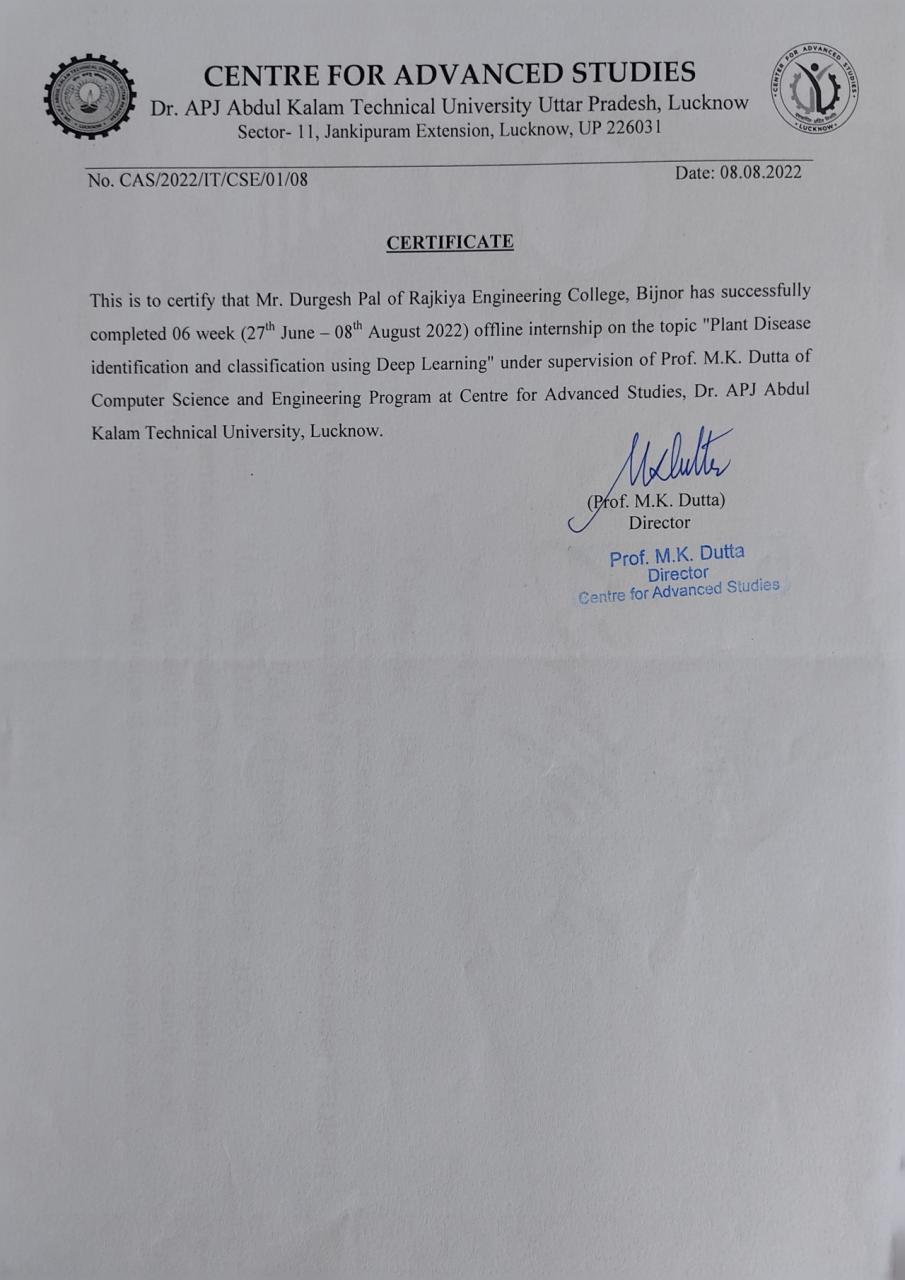 CENTRE FOR ADVANCED STUDIES
Dr. APJ Abdul Kalam Technical University Uttar Pradesh, Lucknow
Sector- 11, Jankipuram Extension, Lucknow, UP 226031
CENTER FOR ADVANCED STUDIES
LUCKNOW
No. CAS/2022/IT/CSE/01/08
Date: 08.08.2022
CERTIFICATE
This is to certify that Mr. Durgesh Pal of Rajkiya Engineering College, Bijnor has successfully
completed 06 week (27th June – 08th August 2022) offline internship on the topic "Plant Disease
identification and classification using Deep Learning" under supervision of Prof. M.K. Dutta of
Computer Science and Engineering Program at Centre for Advanced Studies, Dr. APJ Abdul
Kalam Technical University, Lucknow.
MKDutta
(Prof. M.K. Dutta)
Director
Prof. M.K. Dutta
Director
Centre for Advanced Studies